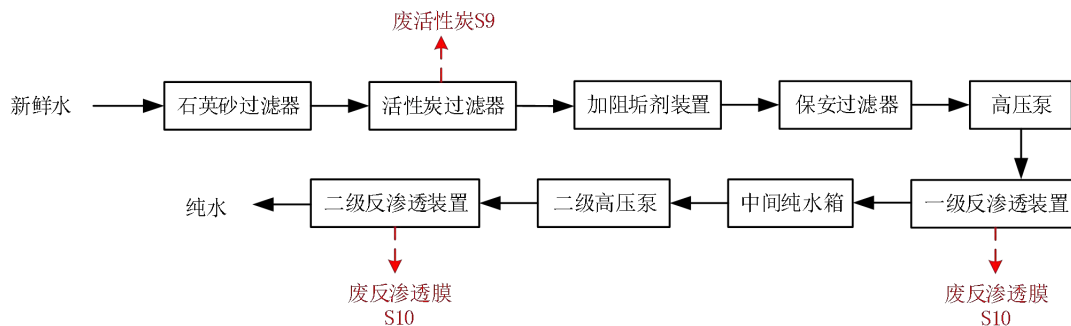 废活性炭S9
新鲜水
石英砂过滤器
活性炭过滤器
加阻垢剂装置
保安过滤器
高压泵
纯水
二级反渗透装置
二级高压泵
中间纯水箱
一级反渗透装置
废反渗透膜
S10
废反渗透膜
S10